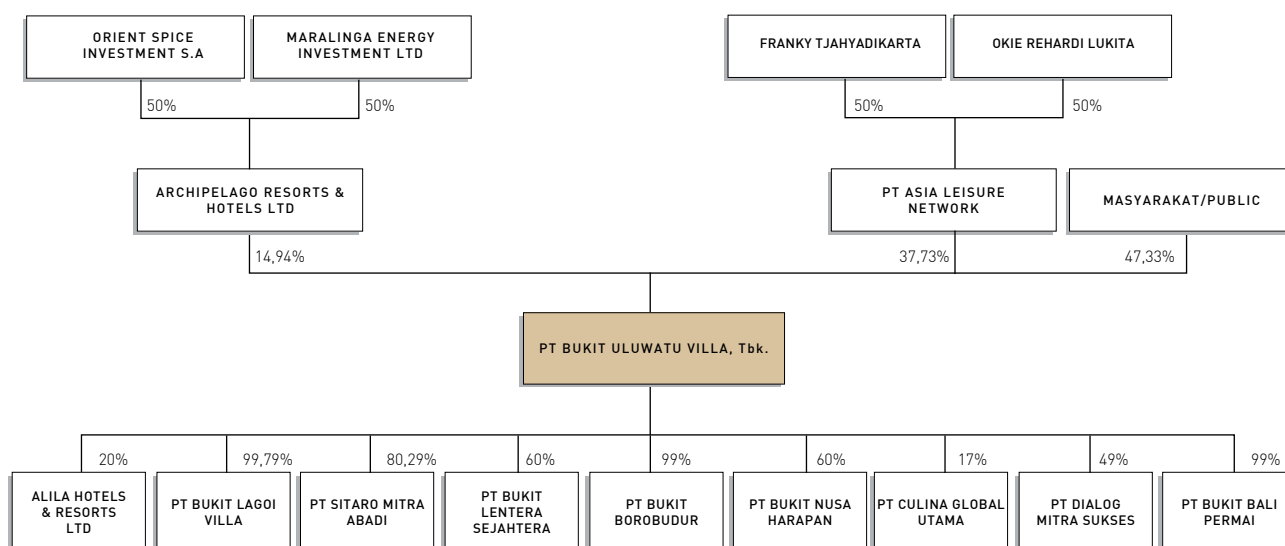 ORIENT SPICE
INVESTMENT S.A
MARALINGA ENERGY
INVESTMENT LTD
FRANKY TJAHYADIKARTA
OKIE REHARDI LUKITA
50%
50%
50%
50%
ARCHIPELAGO RESORTS &
HOTELS LTD
PT ASIA LEISURE
NETWORK
MASYARAKAT/PUBLIC
14,94%
37,73%
47,33%
PT BUKIT ULUWATU VILLA, Tbk.
20%
99,79%
80,29%
60%
99%
60%
17%
49%
99%
ALILA HOTELS
& RESORTS
LTD
PT BUKIT LAGOI
VILLA
PT SITARO MITRA
ABADI
PT BUKIT
LENTERA
SEJAHTERA
PT BUKIT
BOROBUDUR
PT BUKIT NUSA
HARAPAN
PT CULINA GLOBAL
UTAMA
PT DIALOG
MITRA SUKSES
PT BUKIT BALI
PERMAI